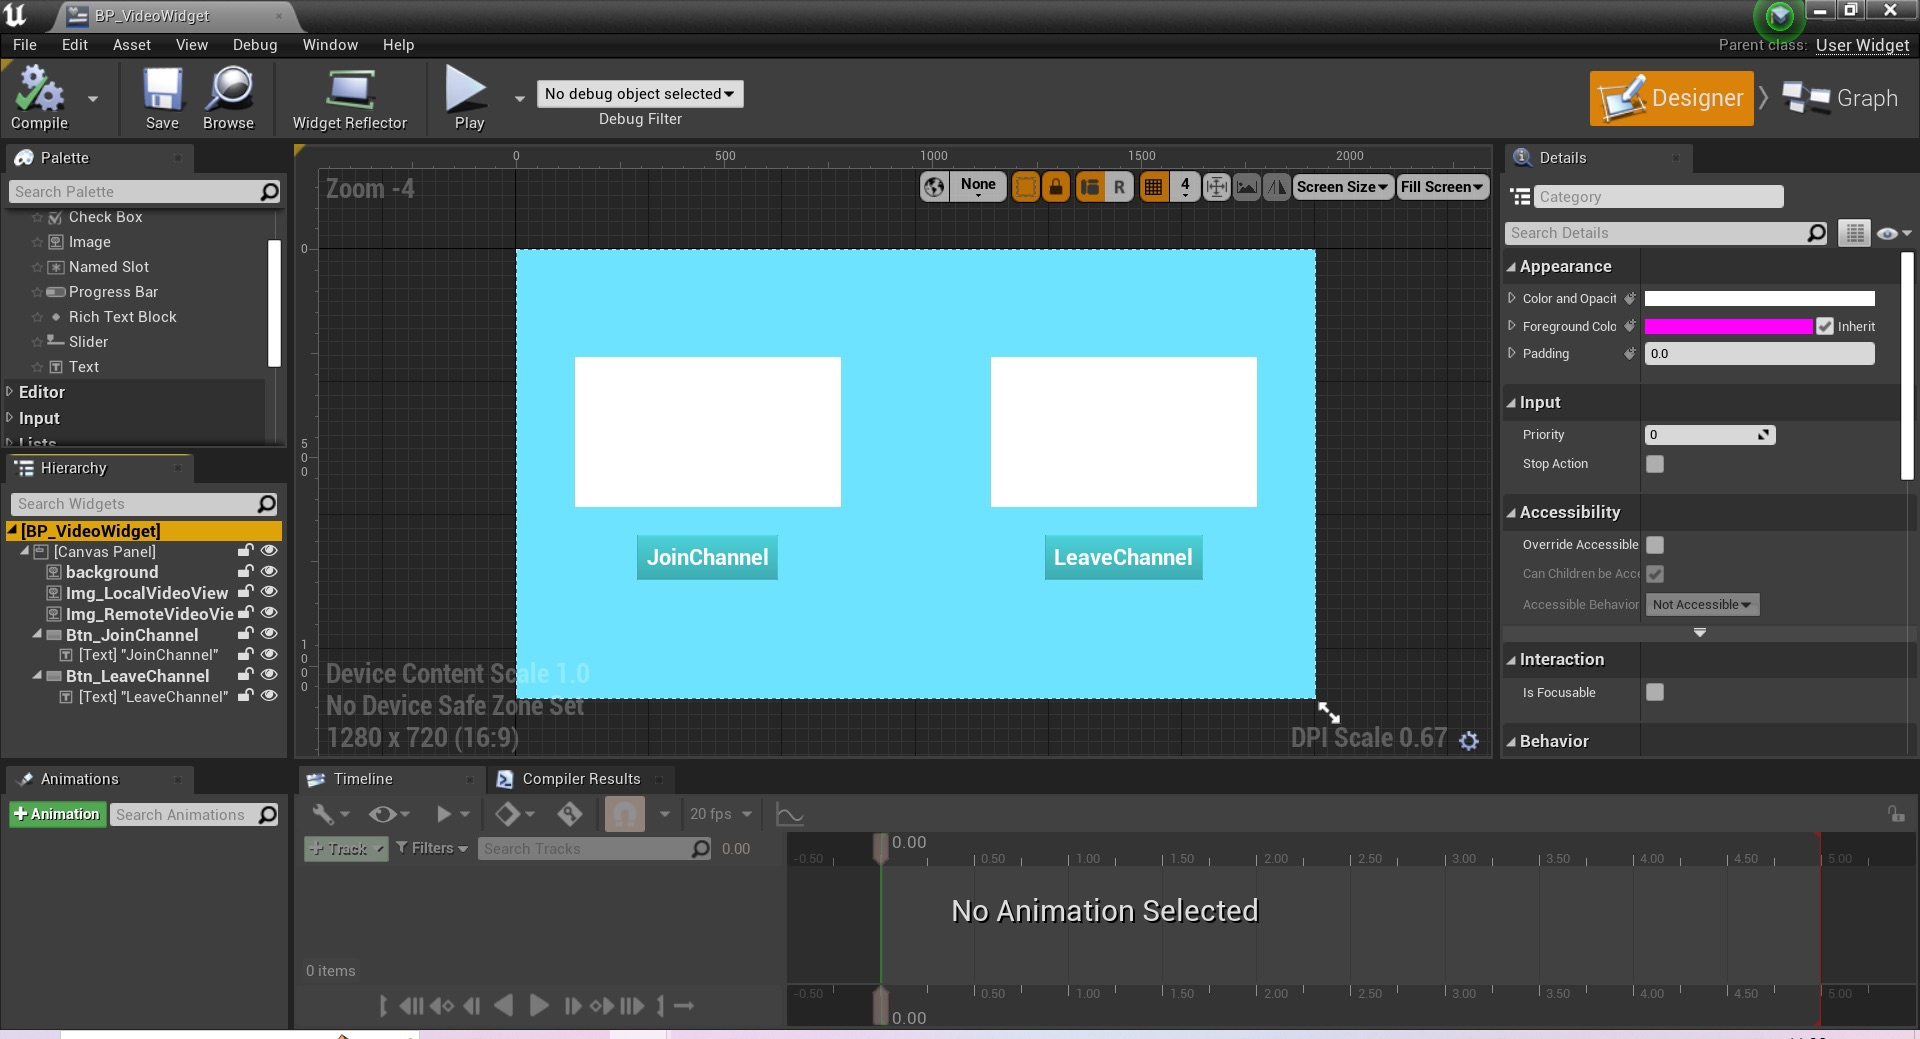 BP_VideoWidget
File Edit Asset View Debug Window Help
Parent class: User Widget
Compile
Save
Browse
Widget Reflector
Play
No debug object selected
Debug Filter
Designer
Graph
Palette
Search Palette
Check Box
Image
Named Slot
Progress Bar
Rich Text Block
Slider
Text
Editor
Input
Lists
Hierarchy
Search Widgets
[BP_VideoWidget]
[Canvas Panel]
background
Img_LocalVideoView
Img_RemoteVideoVie
Btn_JoinChannel
[Text] "JoinChannel"
Btn_LeaveChannel
[Text] "LeaveChannel"
0 500 1000 1500 2000
Zoom -4
None
R
4
Screen Size
Fill Screen
0
500
1000
JoinChannel
LeaveChannel
Device Content Scale 1.0
No Device Safe Zone Set
1280 x 720 (16:9)
DPI Scale 0.67
Details
Category
Search Details
Appearance
Color and Opacit
Foreground Colo
Inherit
Padding
0.0
Input
Priority
0
Stop Action
Accessibility
Override Accessible
Can Children be Acce
Accessible Behavior
Not Accessible
Interaction
Is Focusable
Behavior
Animations
+ Animation
Search Animations
Timeline
Compiler Results
20 fps
+ Track
Filters
Search Tracks
0.00
0.00
-0.50 0.50 1.00 1.50 2.00 2.50 3.00 3.50 4.00 4.50 5.00
No Animation Selected
0 items
-0.50 0.50 1.00 1.50 2.00 2.50 3.00 3.50 4.00 4.50 5.00
0.00